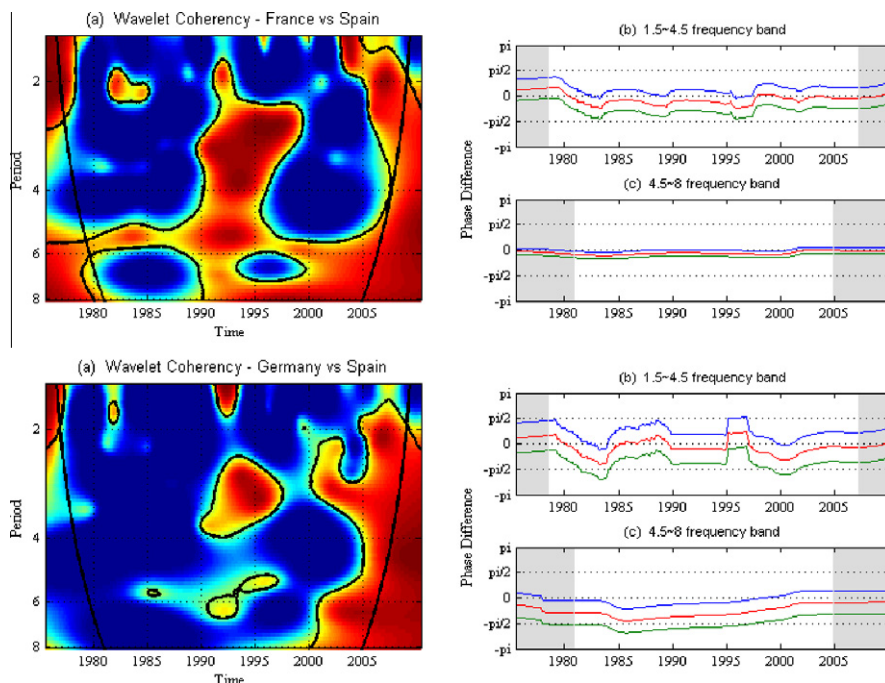 (a) Wavelet Coherency - France vs Spain
Period
2
4
6
8
1980 1985 1990 1995 2000 2005
Time
(b) 1.5~4.5 frequency band
pi
pi/2
0
-pi/2
-pi
1980 1985 1990 1995 2000 2005
Phase Difference
(c) 4.5~8 frequency band
pi
pi/2
0
-pi/2
-pi
1980 1985 1990 1995 2000 2005
(a) Wavelet Coherency - Germany vs Spain
Period
2
4
6
8
1980 1985 1990 1995 2000 2005
Time
(b) 1.5~4.5 frequency band
pi
pi/2
0
-pi/2
-pi
1980 1985 1990 1995 2000 2005
Phase Difference
(c) 4.5~8 frequency band
pi
pi/2
0
-pi/2
-pi
1980 1985 1990 1995 2000 2005